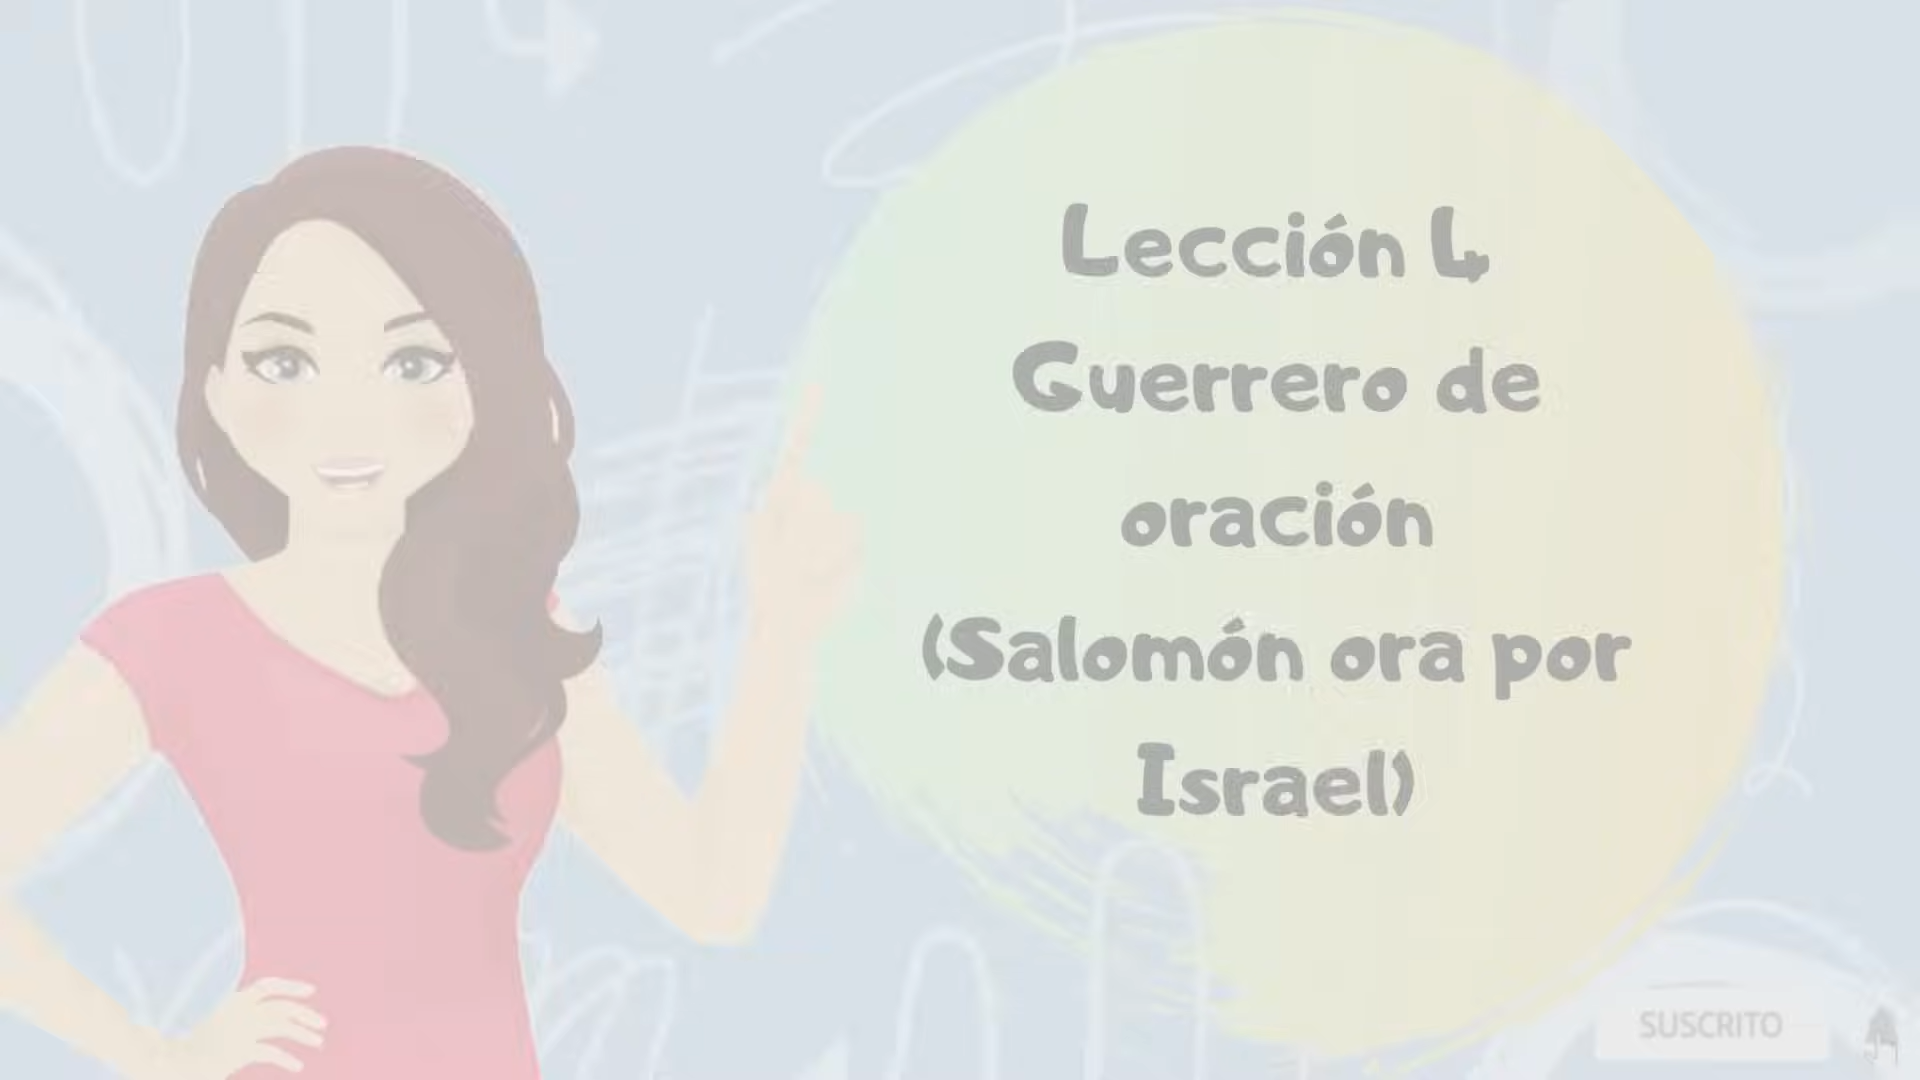 Lección 4
Guerrero de
oración
(Salomón ora por
Israel)
SUSCRITO